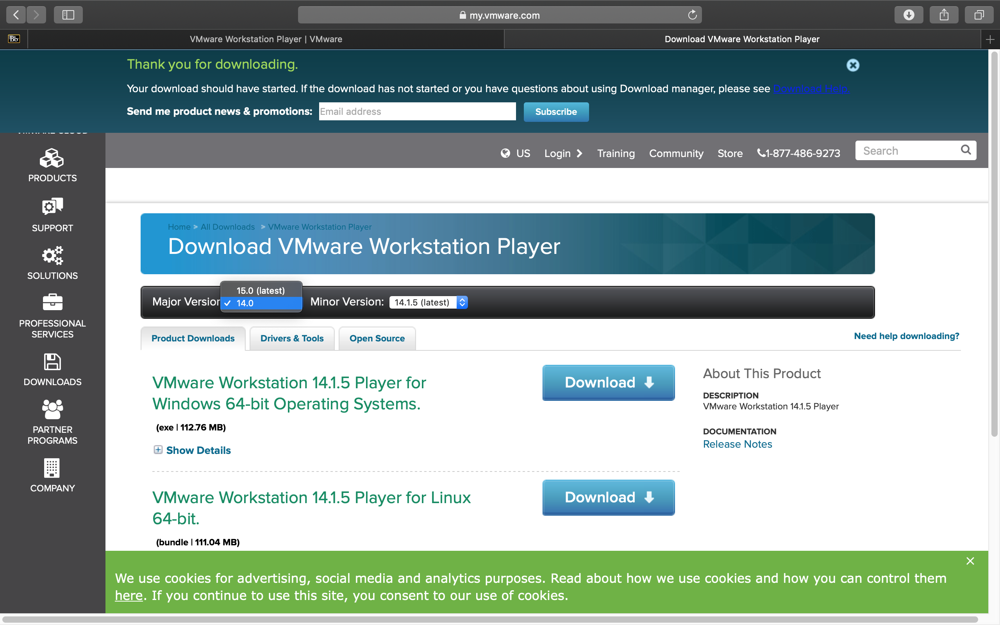 my.vmware.com
Bb
VMware Workstation Player | VMware
Download VMware Workstation Player
Thank you for downloading.
Your download should have started. If the download has not started or you have questions about using Download manager, please see Download Help.
Send me product news & promotions:
Email address
Subscribe
US
Login
Training
Community
Store
1-877-486-9273
Search
PRODUCTS
SUPPORT
SOLUTIONS
PROFESSIONAL
SERVICES
DOWNLOADS
PARTNER
PROGRAMS
COMPANY
Home > All Downloads > VMware Workstation Player
Download VMware Workstation Player
Major Version
15.0 (latest)
✓ 14.0
Minor Version:
14.1.5 (latest)
Product Downloads
Drivers & Tools
Open Source
Need help downloading?
VMware Workstation 14.1.5 Player for
Windows 64-bit Operating Systems.
(exe | 112.76 MB)
Show Details
Download
VMware Workstation 14.1.5 Player for Linux
64-bit.
(bundle | 111.04 MB)
Download
About This Product
DESCRIPTION
VMware Workstation 14.1.5 Player
DOCUMENTATION
Release Notes
We use cookies for advertising, social media and analytics purposes. Read about how we use cookies and how you can control them
here. If you continue to use this site, you consent to our use of cookies.